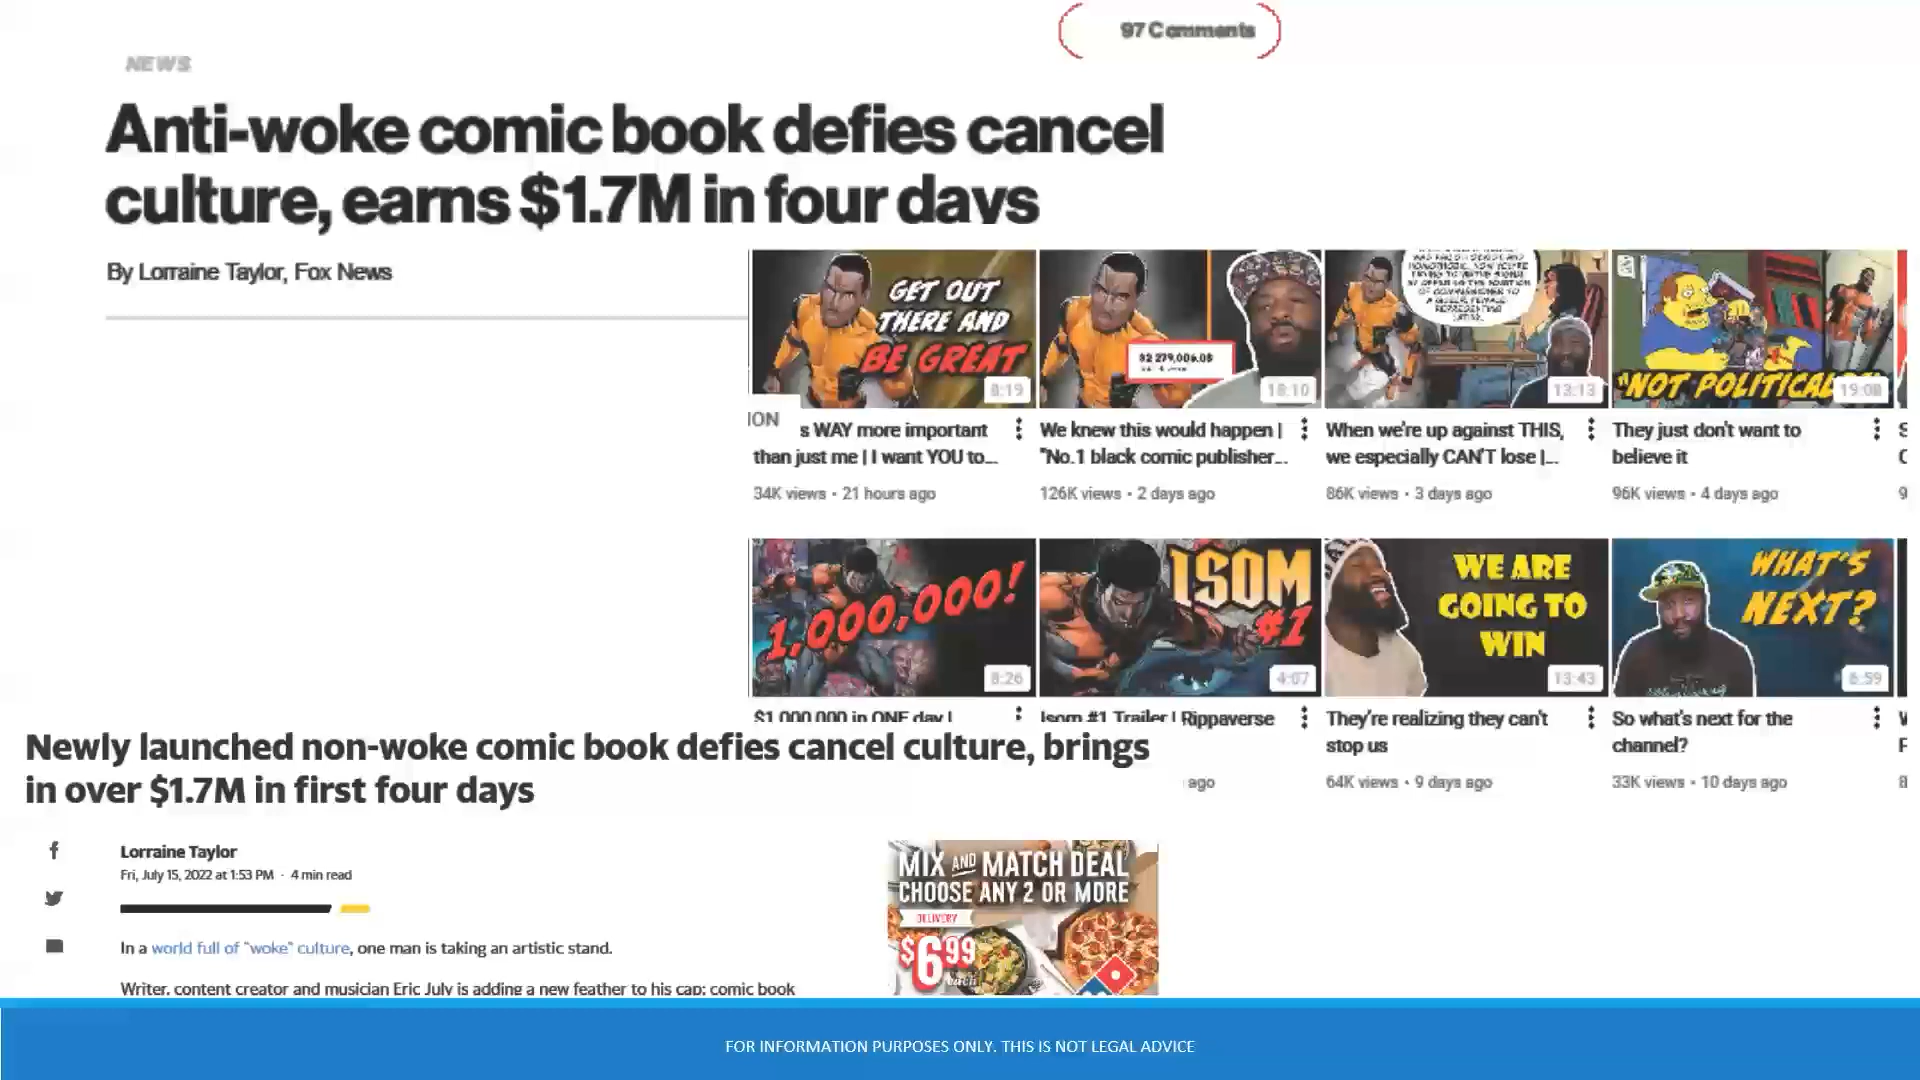 97 Comments
NEWS
Anti-woke comic book defies cancel
culture, earns $1.7M in four days
By Lorraine Taylor, Fox News
GET OUT
THERE AND
BE GREAT
8:19
ION
s WAY more important
than just me | I want YOU to...
34K views • 21 hours ago
$2 279,006.08
18:10
We knew this would happen |
"No.1 black comic publisher...
126K views • 2 days ago
13:13
When we're up against THIS,
we especially CAN'T lose |...
86K views • 3 days ago
"NOT POLITICAL"
19:08
They just don't want to
believe it
96K views • 4 days ago
1,000,000!
8:26
$1,000,000 in ONE day |
ISOM
#1
4:07
Isom #1 Trailer | Rippaverse
ago
WE ARE
GOING TO
WIN
13:43
They're realizing they can't
stop us
64K views • 9 days ago
WHAT'S
NEXT?
6:59
So what's next for the
channel?
33K views • 10 days ago
Newly launched non-woke comic book defies cancel culture, brings
in over $1.7M in first four days
Lorraine Taylor
Fri, July 15, 2022 at 1:53 PM · 4 min read
In a world full of "woke" culture, one man is taking an artistic stand.
Writer, content creator and musician Eric July is adding a new feather to his cap: comic book
MIX AND MATCH DEAL
CHOOSE ANY 2 OR MORE
DELIVERY
$6.99
each
FOR INFORMATION PURPOSES ONLY. THIS IS NOT LEGAL ADVICE